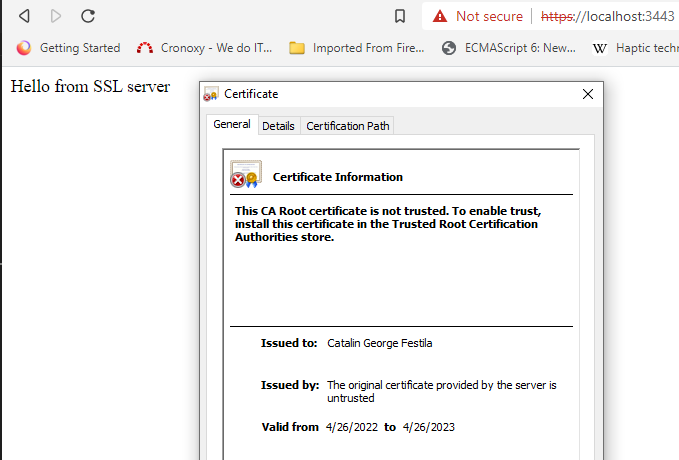 Not secure https://localhost:3443
Getting Started Cronoxy - We do IT... Imported From Fire... ECMAScript 6: New... W Haptic techn
Hello from SSL server
Certificate
General Details Certification Path
Certificate Information
This CA Root certificate is not trusted. To enable trust,
install this certificate in the Trusted Root Certification
Authorities store.
Issued to: Catalin George Festila
Issued by: The original certificate provided by the server is
untrusted
Valid from 4/26/2022 to 4/26/2023